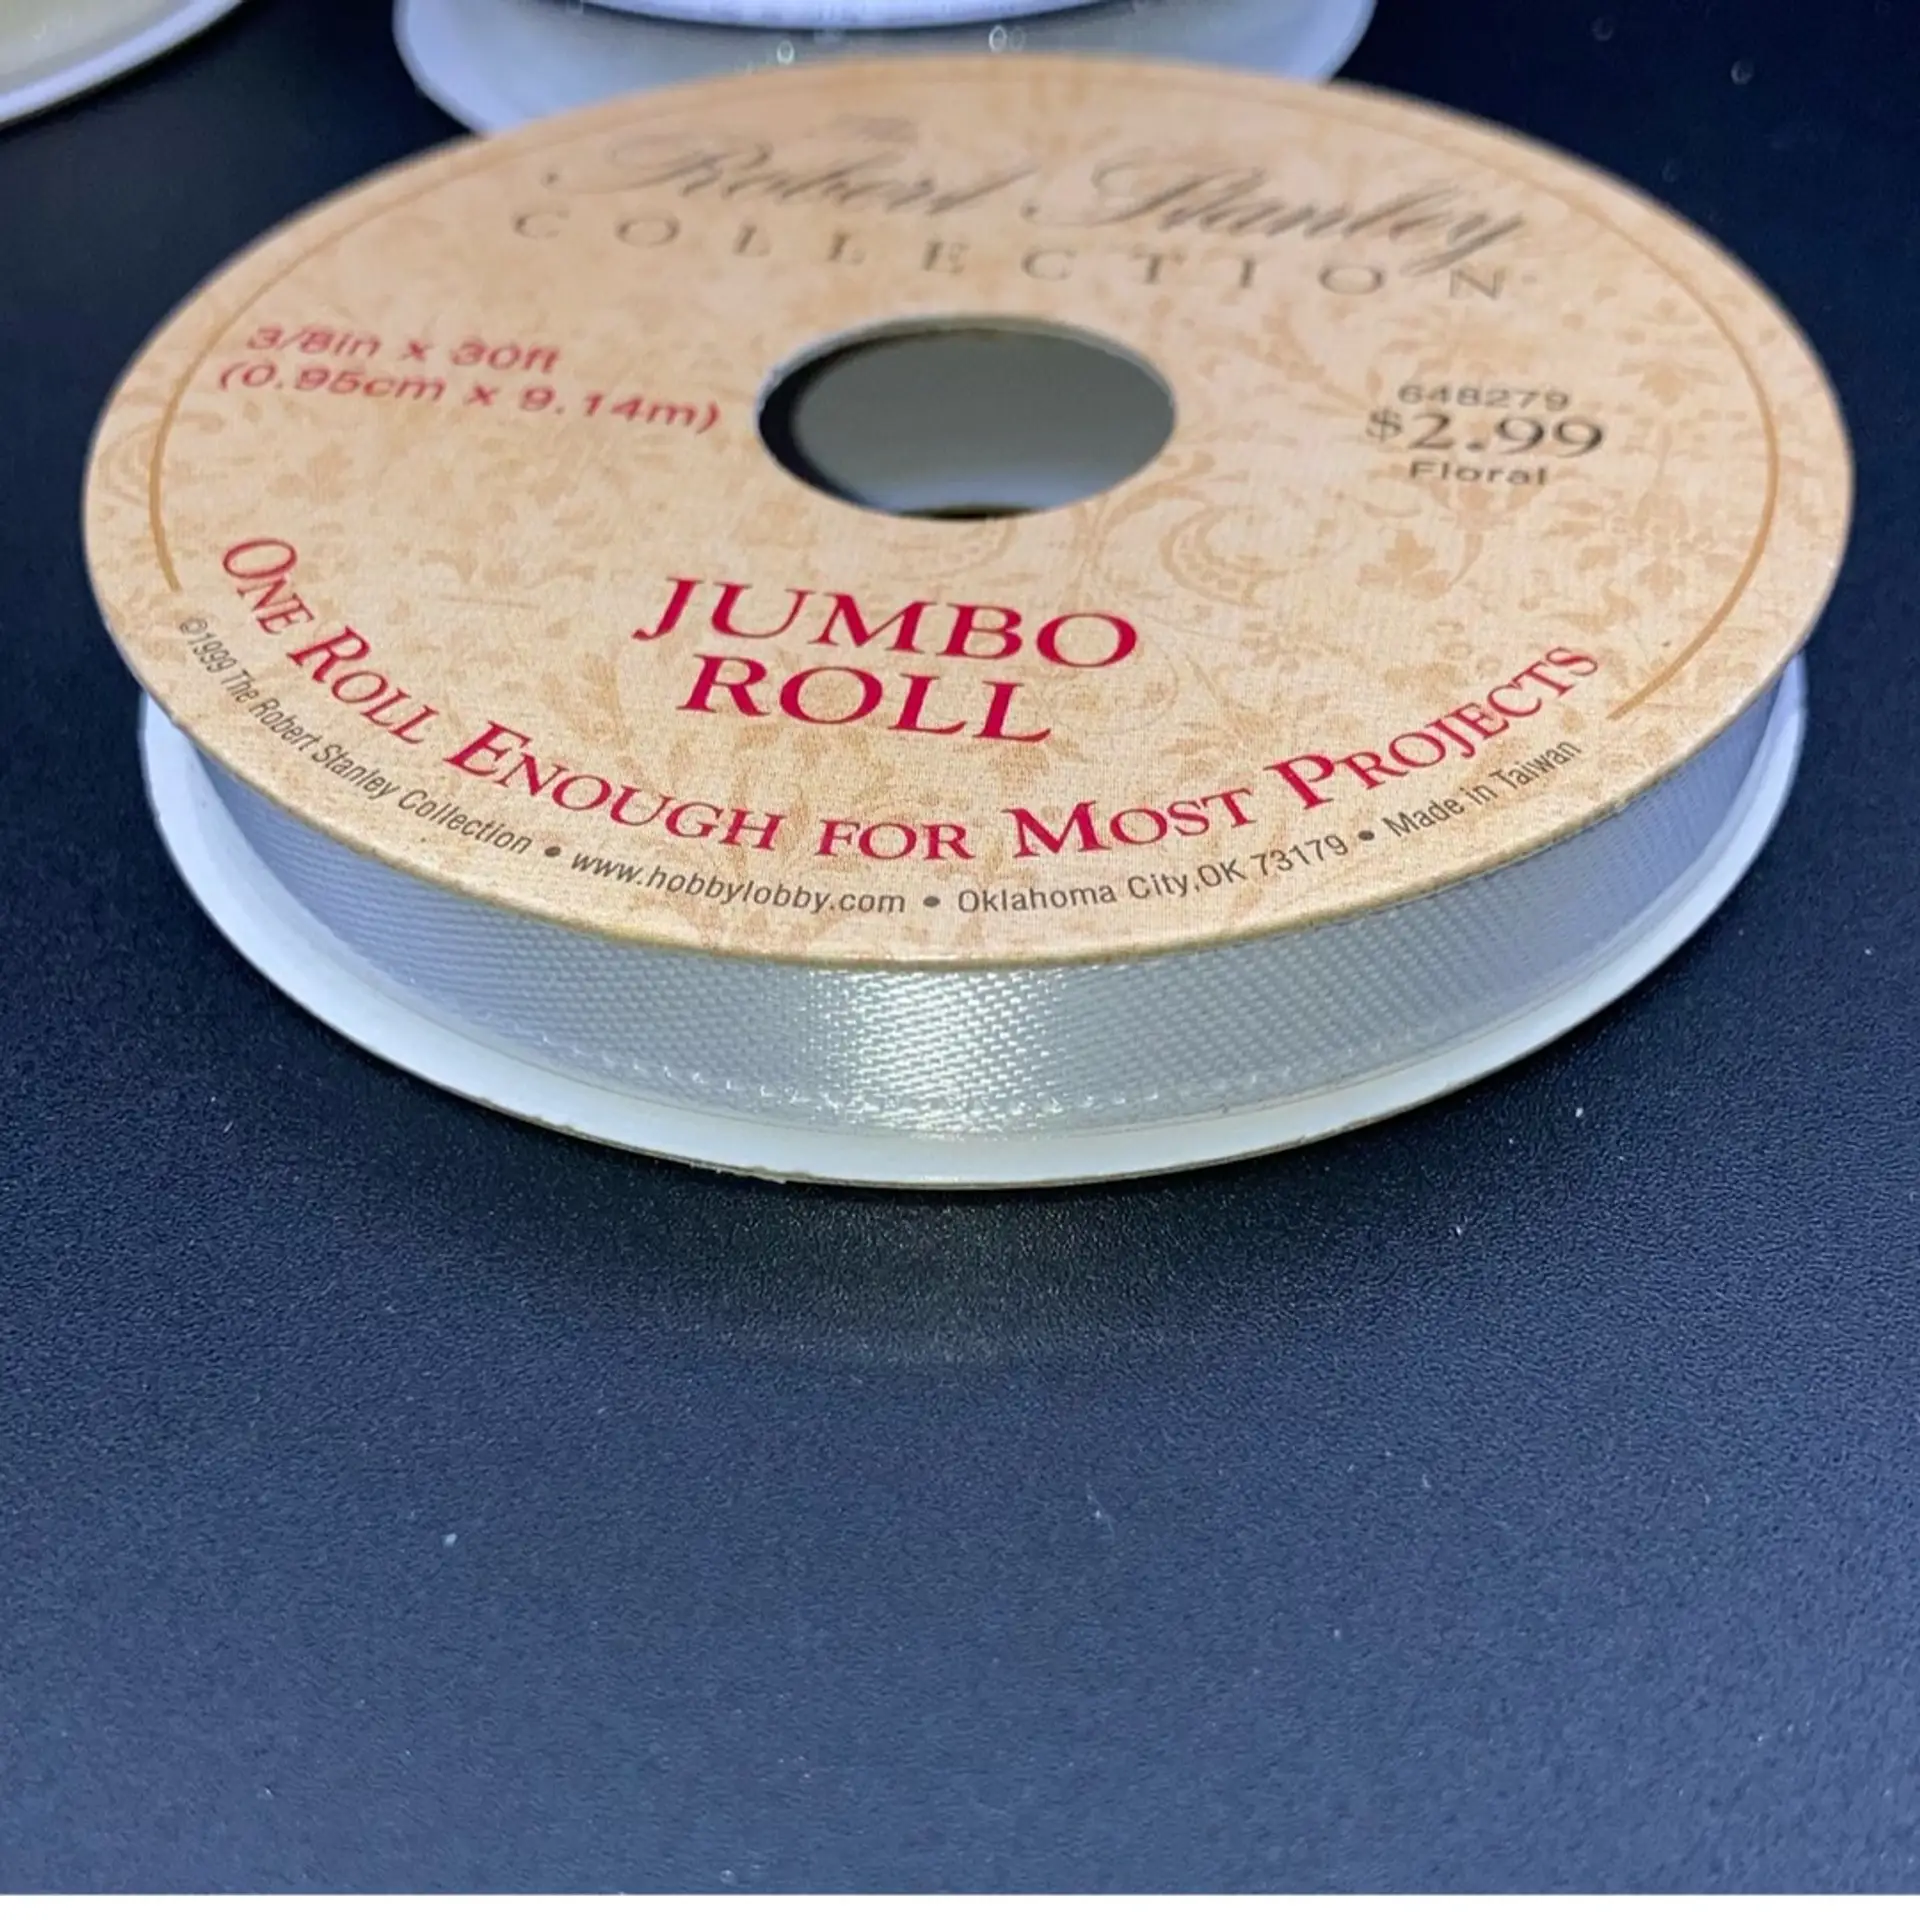 The
Robert Stanley
COLLECTION
3/8in x 30ft
(0.95cm x 9.14m)
648279
$2.99
Floral
JUMBO
ROLL
ONE ROLL ENOUGH FOR MOST PROJECTS
©1999 The Robert Stanley Collection • www.hobbylobby.com • Oklahoma City,OK 73179 • Made in Taiwan